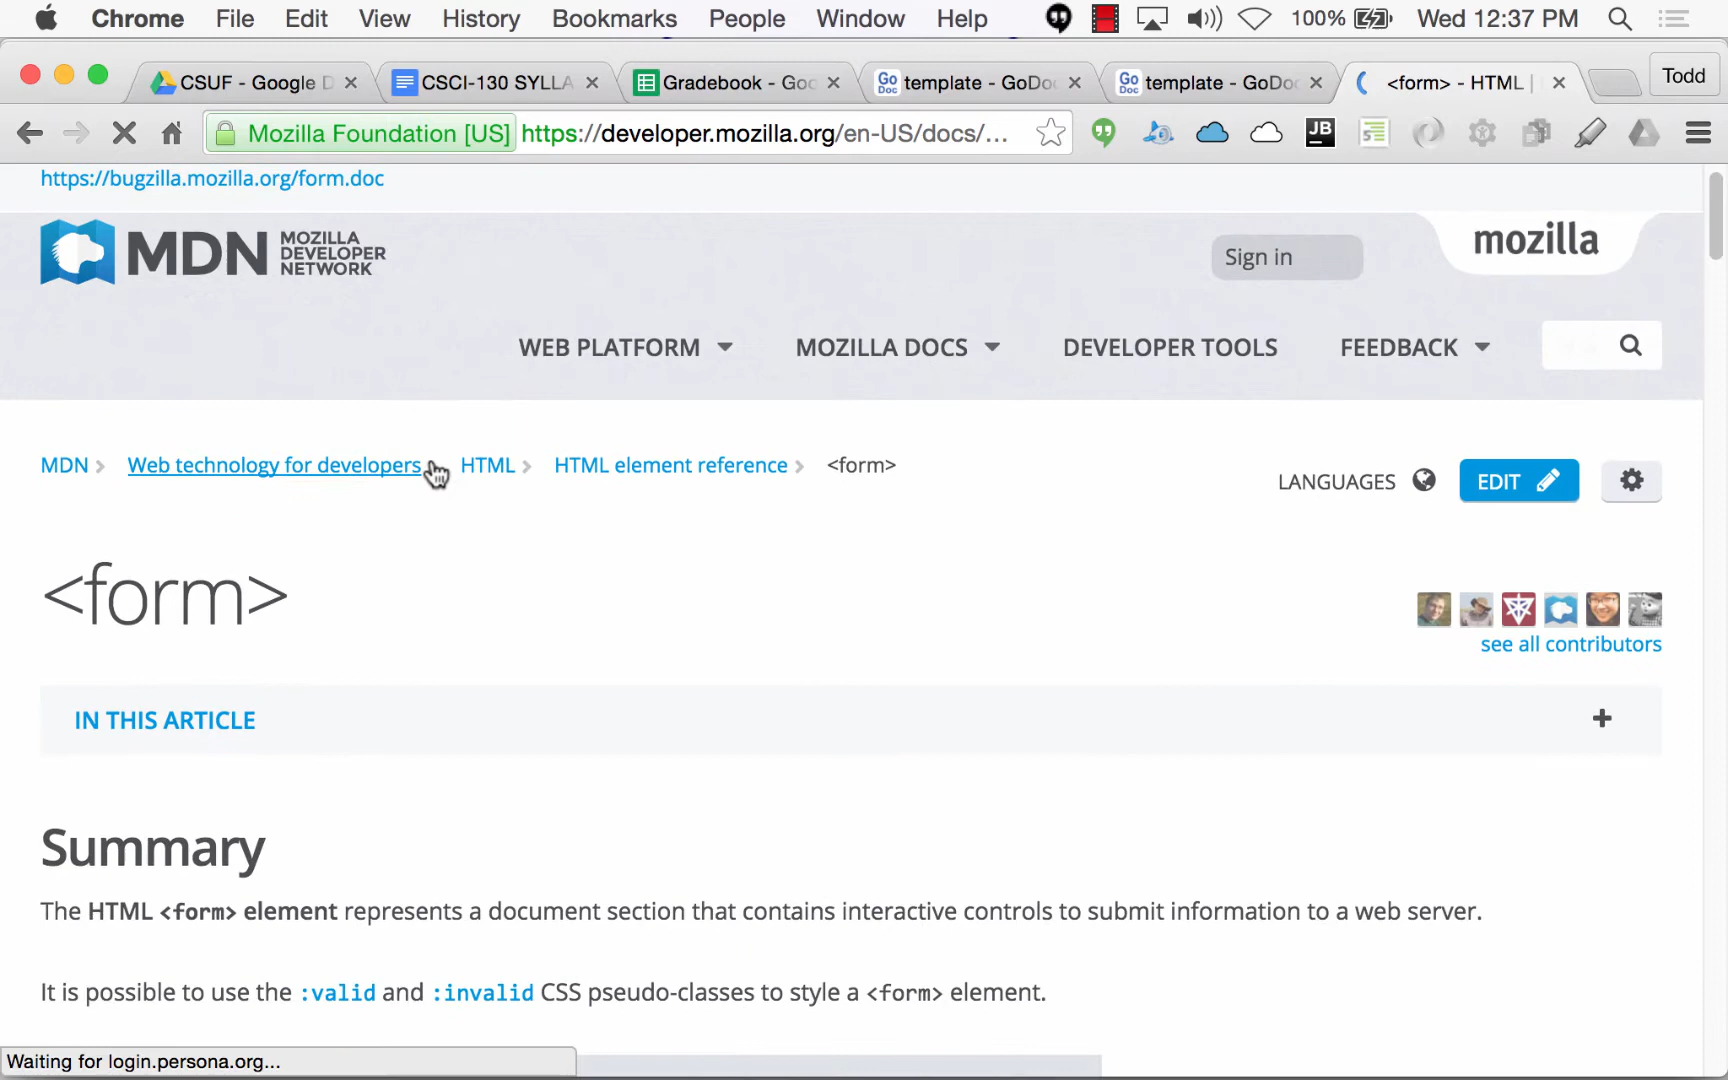 Chrome File Edit View History Bookmarks People Window Help 100% Wed 12:37 PM
CSUF - Google D CSCI-130 SYLLA Gradebook - Goo template - GoDoc template - GoDoc <form> - HTML | Todd
Mozilla Foundation [US] https://developer.mozilla.org/en-US/docs/...
https://bugzilla.mozilla.org/form.doc
MDN MOZILLA DEVELOPER NETWORK
Sign in
mozilla
WEB PLATFORM MOZILLA DOCS DEVELOPER TOOLS FEEDBACK
MDN Web technology for developers HTML HTML element reference <form>
LANGUAGES EDIT
<form>
see all contributors
IN THIS ARTICLE +
Summary
The HTML <form> element represents a document section that contains interactive controls to submit information to a web server.
It is possible to use the :valid and :invalid CSS pseudo-classes to style a <form> element.
Waiting for login.persona.org...